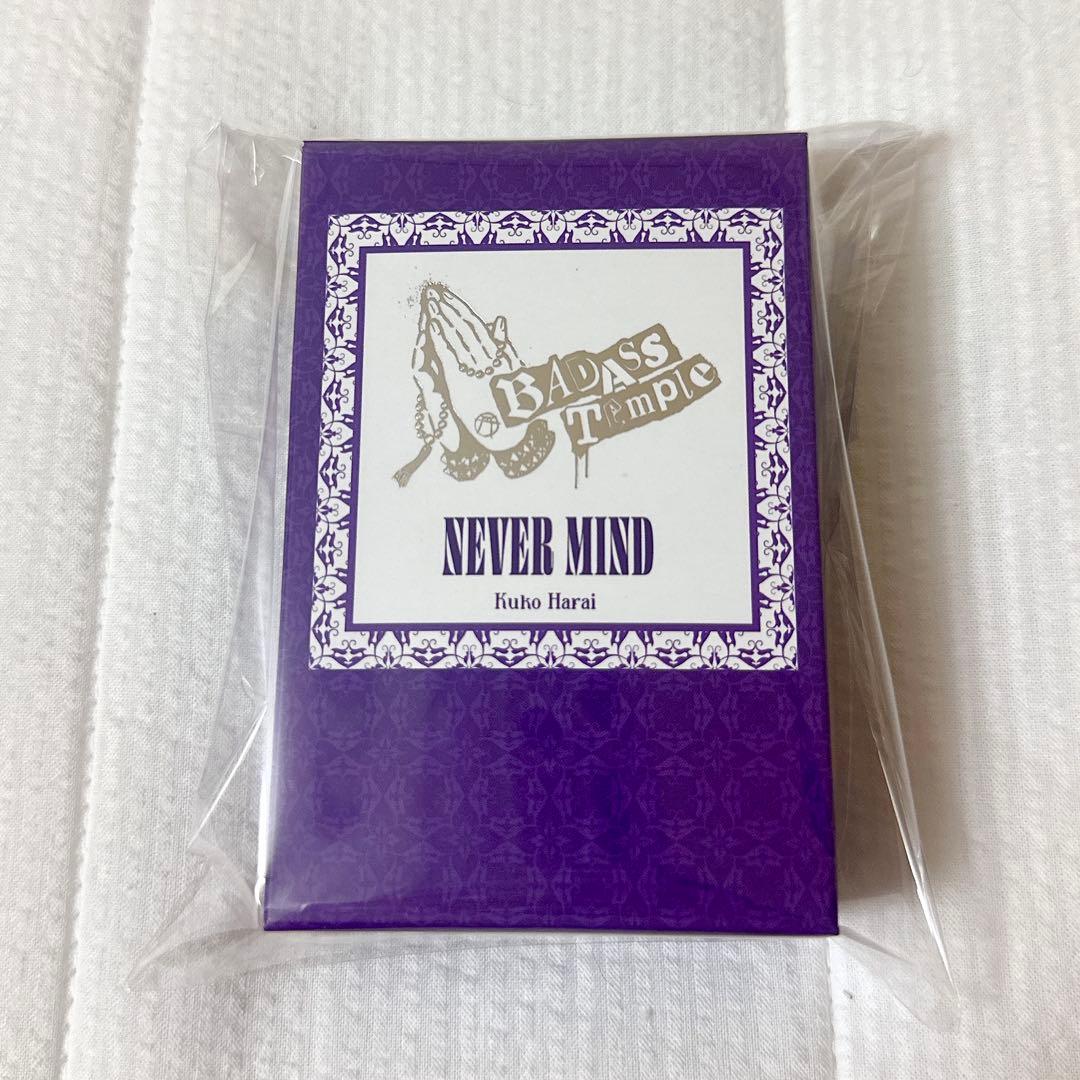 BADASS
Temple
NEVER MIND
Kuko Harai